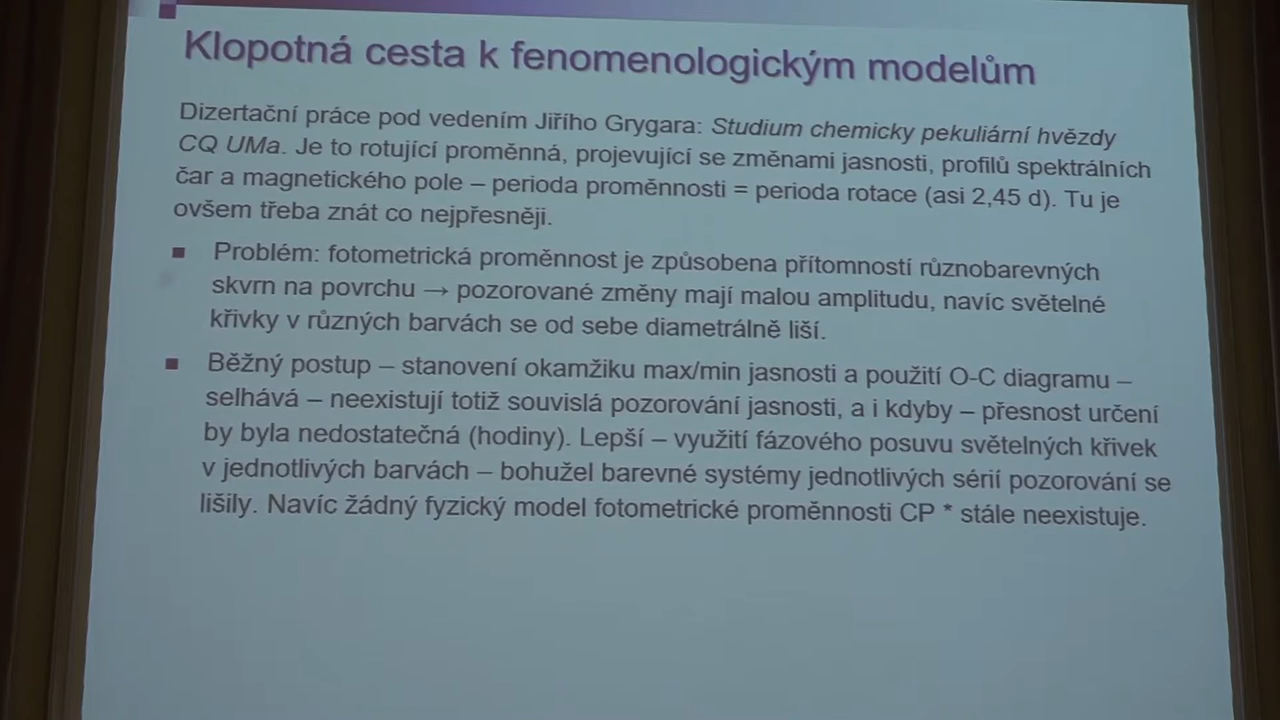 Klopotná cesta k fenomenologickým modelům
Dizertační práce pod vedením Jiřího Grygara: Studium chemicky pekuliární hvězdy
CQ UMa. Je to rotující proměnná, projevující se změnami jasnosti, profilů spektrálních
čar a magnetického pole – perioda proměnnosti = perioda rotace (asi 2,45 d). Tu je
ovšem třeba znát co nejpřesněji.
■ Problém: fotometrická proměnnost je způsobena přítomností různobarevných
skvrn na povrchu → pozorované změny mají malou amplitudu, navíc světelné
křivky v různých barvách se od sebe diametrálně liší.
■ Běžný postup – stanovení okamžiku max/min jasnosti a použití O-C diagramu –
selhává – neexistují totiž souvislá pozorování jasnosti, a i kdyby – přesnost určení
by byla nedostatečná (hodiny). Lepší – využití fázového posuvu světelných křivek
v jednotlivých barvách – bohužel barevné systémy jednotlivých sérií pozorování se
lišily. Navíc žádný fyzický model fotometrické proměnnosti CP * stále neexistuje.